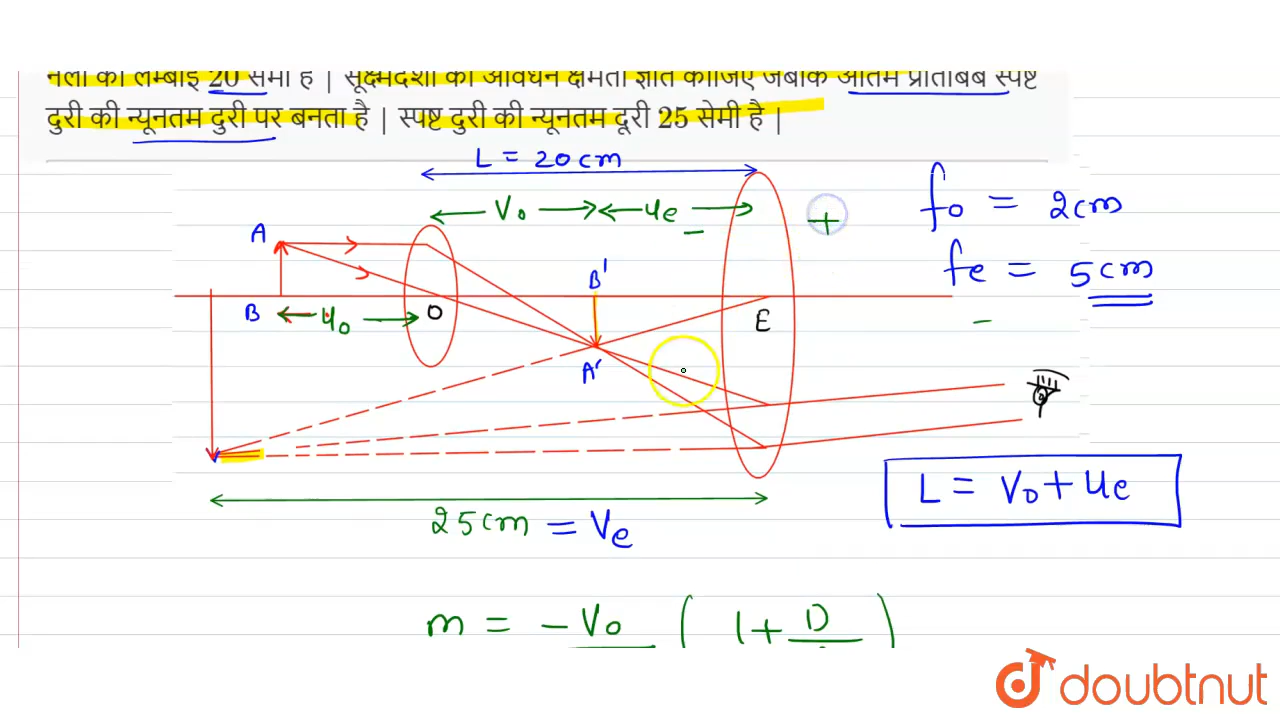 नली की लम्बाई 20 सेमी है | सूक्ष्मदर्शी की आवर्धन क्षमता ज्ञात कीजिए जबकि अंतिम प्रतिबिंब स्पष्ट
दुरी की न्यूनतम दुरी पर बनता है | स्पष्ट दुरी की न्यूनतम दूरी 25 सेमी है |
L = 20cm
V₀ ue
-
+
f₀ = 2cm
fe = 5cm
-
A
B
u₀
O
B'
A'
E
L = V₀ + ue
25cm = Ve
m = -V₀ ( 1 + D )
doubtnut